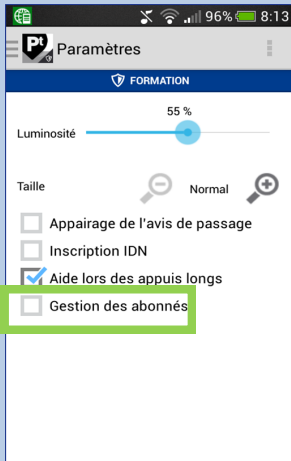 96% 8:13
Pt Paramètres
FORMATION
55 %
Luminosité
Taille Normal
Appairage de l'avis de passage
Inscription IDN
Aide lors des appuis longs
Gestion des abonnés